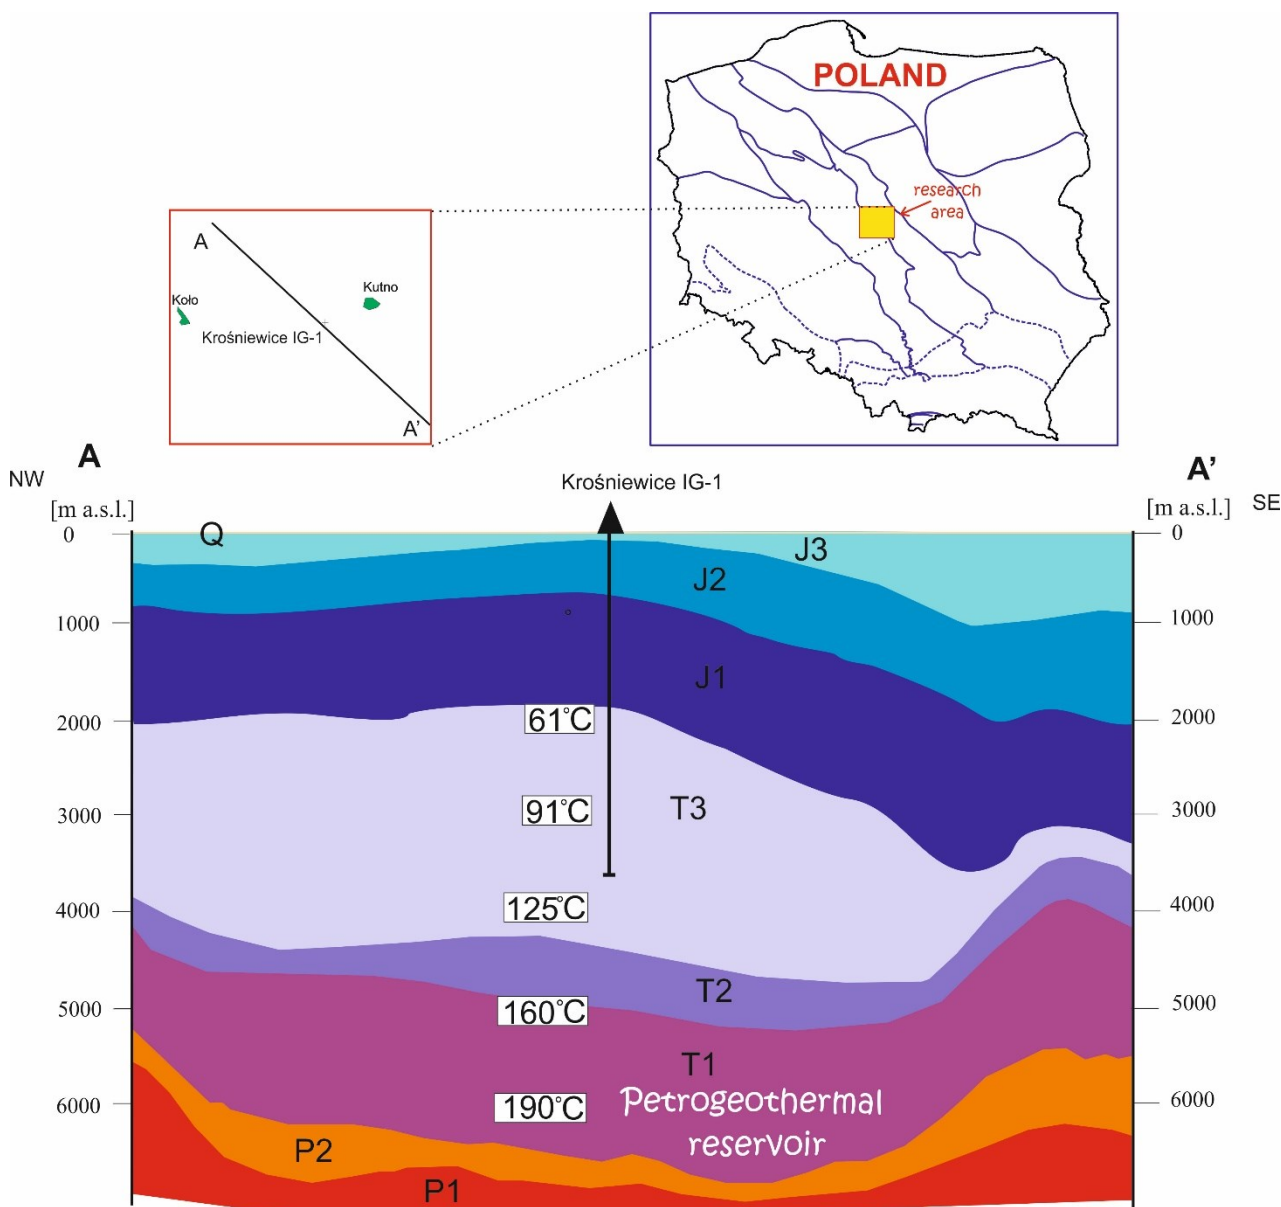 POLAND
research
area
A
Koło
Kutno
Krośniewice IG-1
A'
A
A'
NW
SE
Krośniewice IG-1
[m a.s.l.]
[m a.s.l.]
0
Q
J3
0
J2
1000
1000
J1
2000
61°C
2000
3000
91°C
T3
3000
4000
125°C
4000
T2
5000
160°C
5000
T1
6000
190°C
Petrogeothermal
reservoir
6000
P2
P1